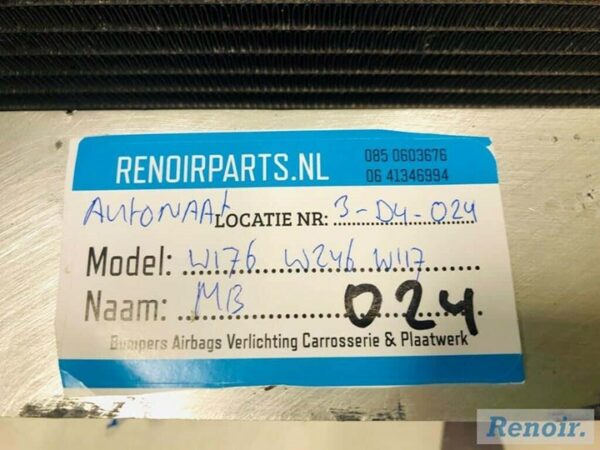 RENOIRPARTS.NL
085 0603676
06 41346994
AUTOMAAT LOCATIE NR: 3-D4-024
Model: W176 W246 W117
Naam: MB 024
Bumpers Airbags Verlichting Carrosserie & Plaatwerk
Renoir.